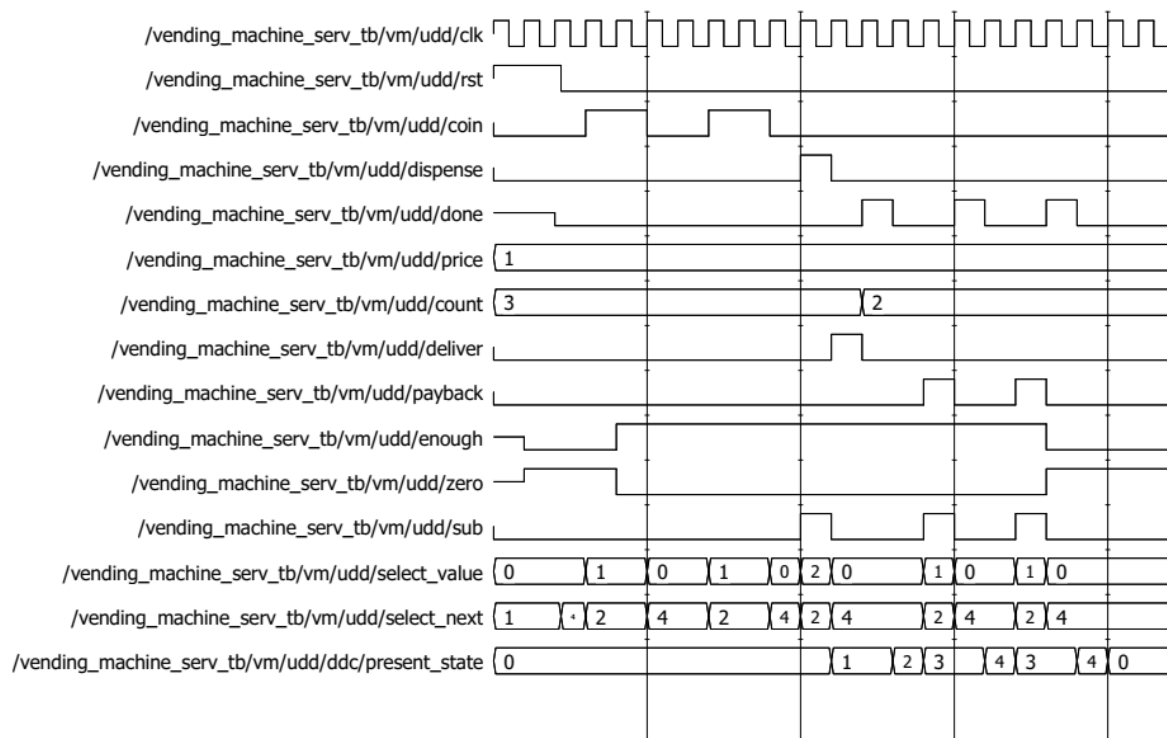 /vending_machine_serv_tb/vm/udd/clk
/vending_machine_serv_tb/vm/udd/rst
/vending_machine_serv_tb/vm/udd/coin
/vending_machine_serv_tb/vm/udd/dispense
/vending_machine_serv_tb/vm/udd/done
/vending_machine_serv_tb/vm/udd/price 1
/vending_machine_serv_tb/vm/udd/count 3 2
/vending_machine_serv_tb/vm/udd/deliver
/vending_machine_serv_tb/vm/udd/payback
/vending_machine_serv_tb/vm/udd/enough
/vending_machine_serv_tb/vm/udd/zero
/vending_machine_serv_tb/vm/udd/sub
/vending_machine_serv_tb/vm/udd/select_value 0 1 0 1 0 2 0 1 0 1 0
/vending_machine_serv_tb/vm/udd/select_next 1 4 2 4 2 4 2 4 2 4 2 4
/vending_machine_serv_tb/vm/udd/ddc/present_state 0 1 2 3 4 3 4 0